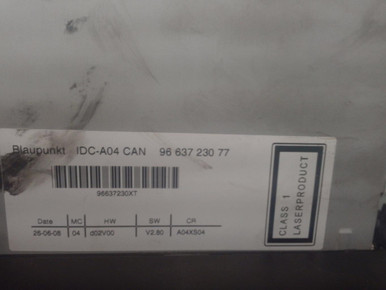 Blaupunkt IDC-A04 CAN 96 637 230 77
96637230XT
Date MC HW SW CR
26-06-08 04 d02V00 V2.80 A04XS04
CLASS 1
LASERPRODUCT